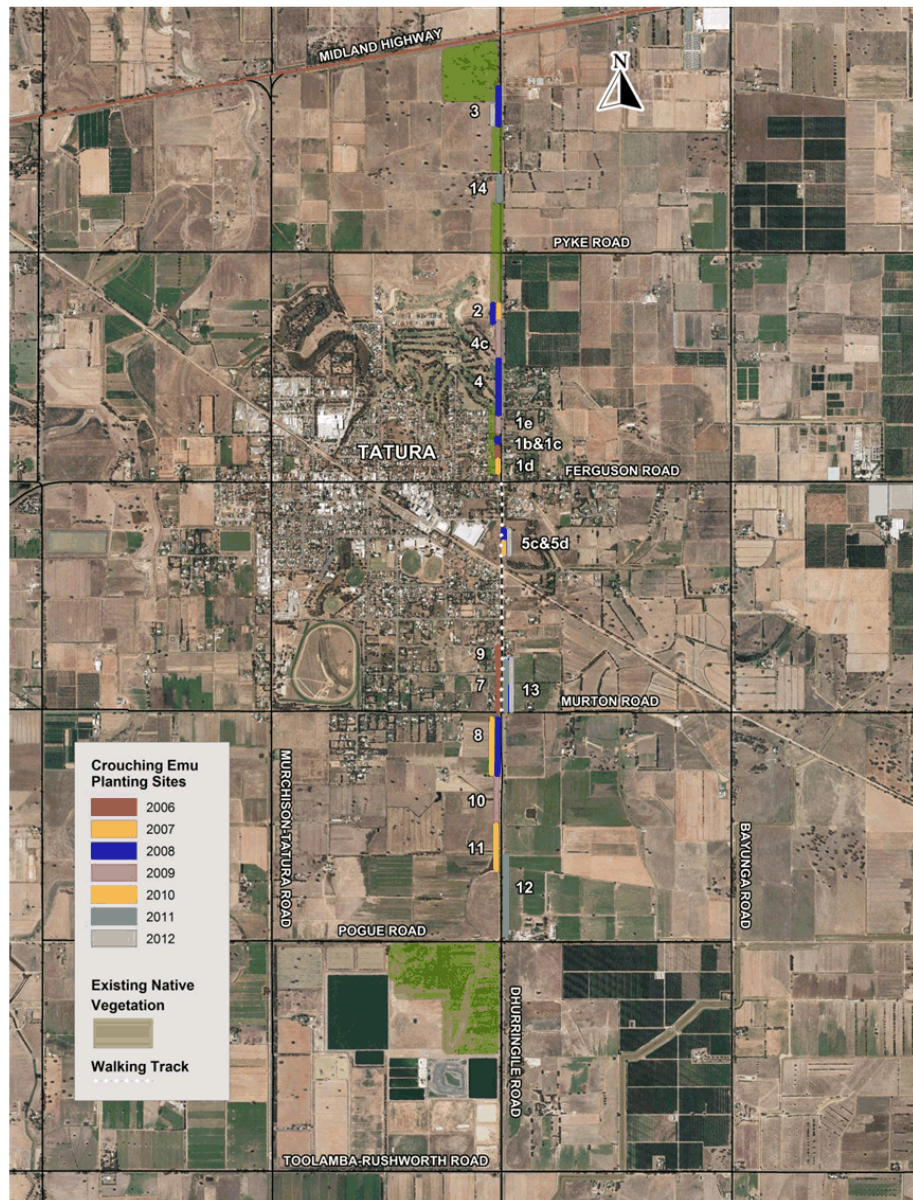 MIDLAND HIGHWAY
N
3
14
PYKE ROAD
2
4c
4
1e
1b&1c
TATURA
1d
FERGUSON ROAD
5c&5d
9
7
13
MURTON ROAD
8
10
11
12
MURCHISON-TATURA ROAD
BAYUNGA ROAD
POGUE ROAD
DHURRINGILE ROAD
TOOLAMBA-RUSHWORTH ROAD
Crouching Emu
Planting Sites
2006
2007
2008
2009
2010
2011
2012
Existing Native
Vegetation
Walking Track